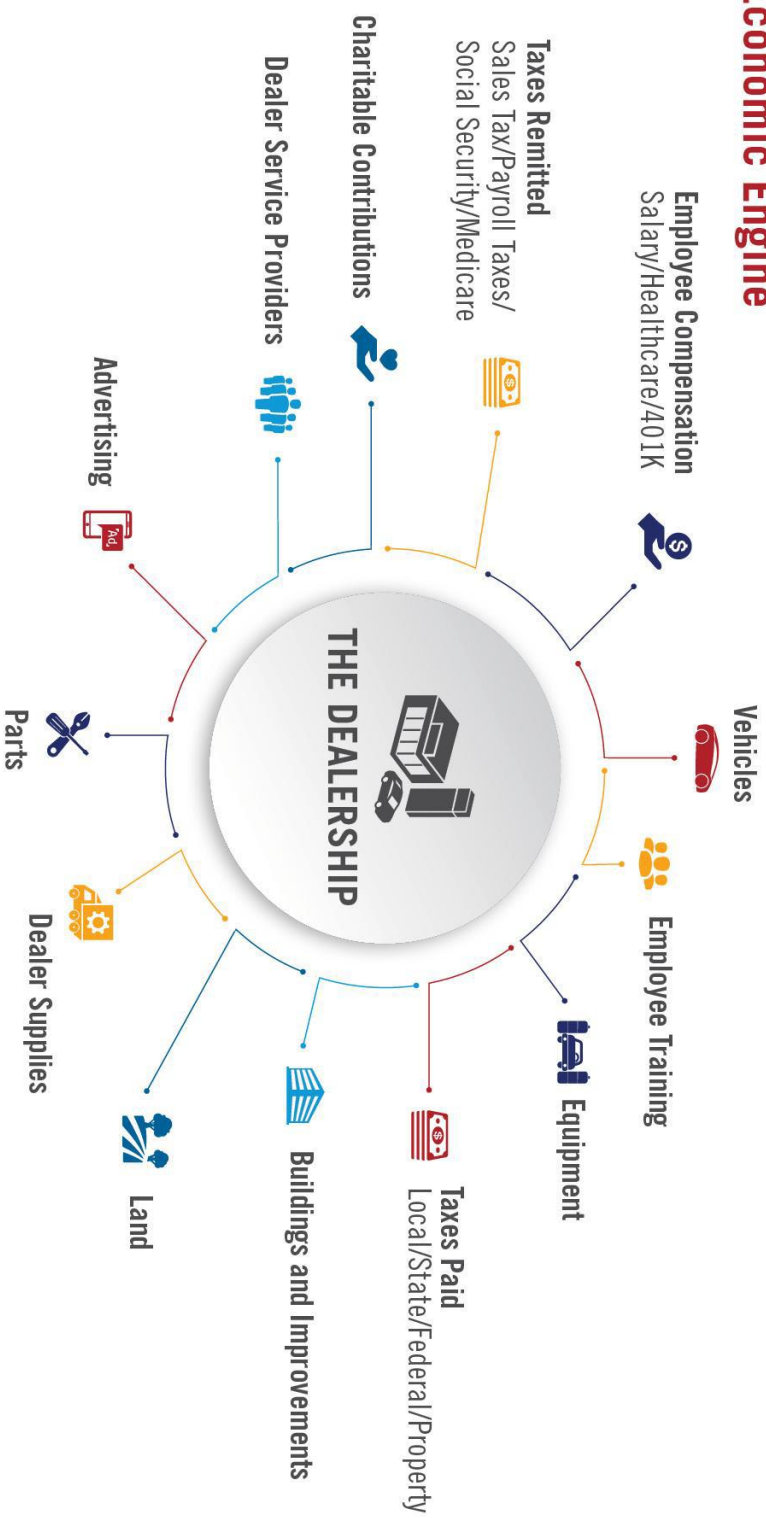 conomic Engine
Vehicles
Employee Compensation
Salary/Healthcare/401K
Employee Training
Equipment
Taxes Remitted
Sales Tax/Payroll Taxes/
Social Security/Medicare
Taxes Paid
Local/State/Federal/Property
Charitable Contributions
THE DEALERSHIP
Buildings and Improvements
Dealer Service Providers
Land
Advertising
Ad
Dealer Supplies
Parts